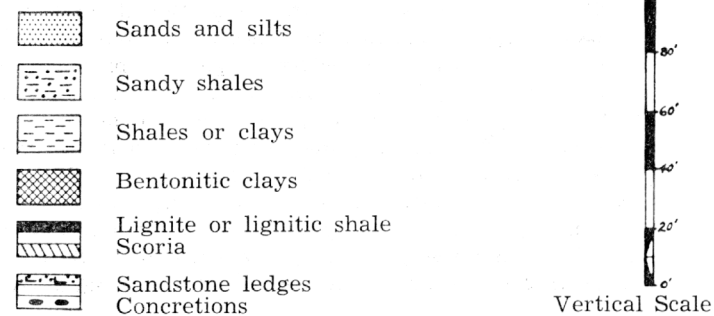 Sands and silts
Sandy shales
Shales or clays
Bentonitic clays
Lignite or lignitic shale
Scoria
Sandstone ledges
Concretions
80'
60'
40'
20'
0'
Vertical Scale